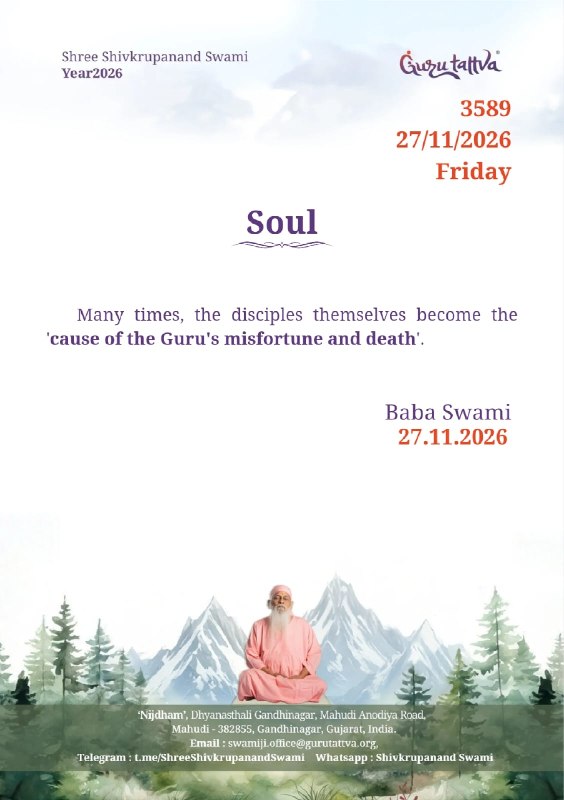 Shree Shivkrupanand Swami
Year2026
Gurutattva
3589
27/11/2026
Friday
Soul
Many times, the disciples themselves become the
'cause of the Guru's misfortune and death'.
Baba Swami
27.11.2026
'Nijdham', Dhyanasthali Gandhinagar, Mahudi Anodiya Road,
Mahudi - 382855, Gandhinagar, Gujarat, India.
Email : swamiji.office@gurutattva.org,
Telegram : t.me/ShreeShivkrupanandSwami Whatsapp : Shivkrupanand Swami